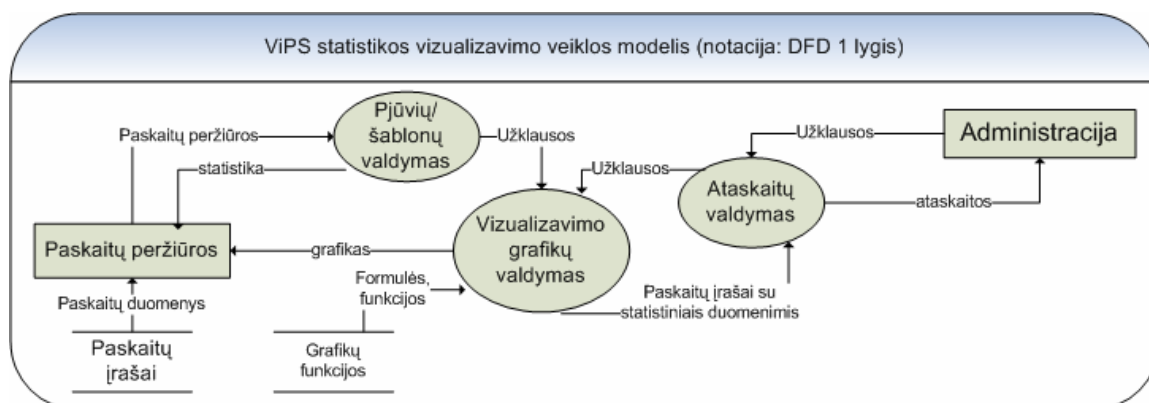 ViPS statistikos vizualizavimo veiklos modelis (notacija: DFD 1 lygis)
Paskaitų peržiūros
Pjūvių/
šablonų
valdymas
Užklausos
statistika
Užklausos
Užklausos
Administracija
Ataskaitų
valdymas
ataskaitos
Paskaitų peržiūros
grafikas
Vizualizavimo
grafikų
valdymas
Formulės,
funkcijos
Paskaitų įrašai su
statistiniais duomenimis
Paskaitų duomenys
Paskaitų
įrašai
Grafikų
funkcijos